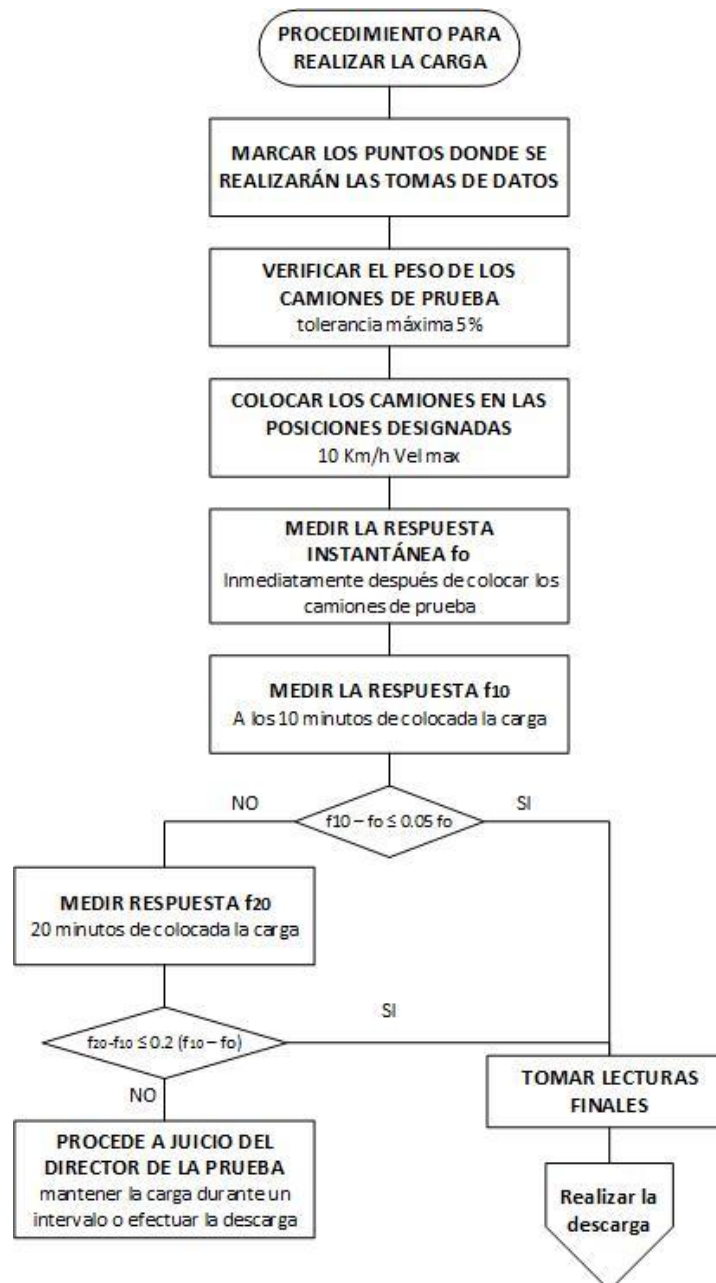 PROCEDIMIENTO PARA
REALIZAR LA CARGA
MARCAR LOS PUNTOS DONDE SE
REALIZARÁN LAS TOMAS DE DATOS
VERIFICAR EL PESO DE LOS
CAMIONES DE PRUEBA
tolerancia máxima 5%
COLOCAR LOS CAMIONES EN LAS
POSICIONES DESIGNADAS
10 Km/h Vel max
MEDIR LA RESPUESTA
INSTANTÁNEA fo
Inmediatamente después de colocar los
camiones de prueba
MEDIR LA RESPUESTA f10
A los 10 minutos de colocada la carga
NO
SI
f10 – fo ≤ 0.05 fo
MEDIR RESPUESTA f20
20 minutos de colocada la carga
SI
f20-f10 ≤ 0.2 (f10 – fo)
NO
TOMAR LECTURAS
FINALES
PROCEDE A JUICIO DEL
DIRECTOR DE LA PRUEBA
mantener la carga durante un
intervalo o efectuar la descarga
Realizar la
descarga